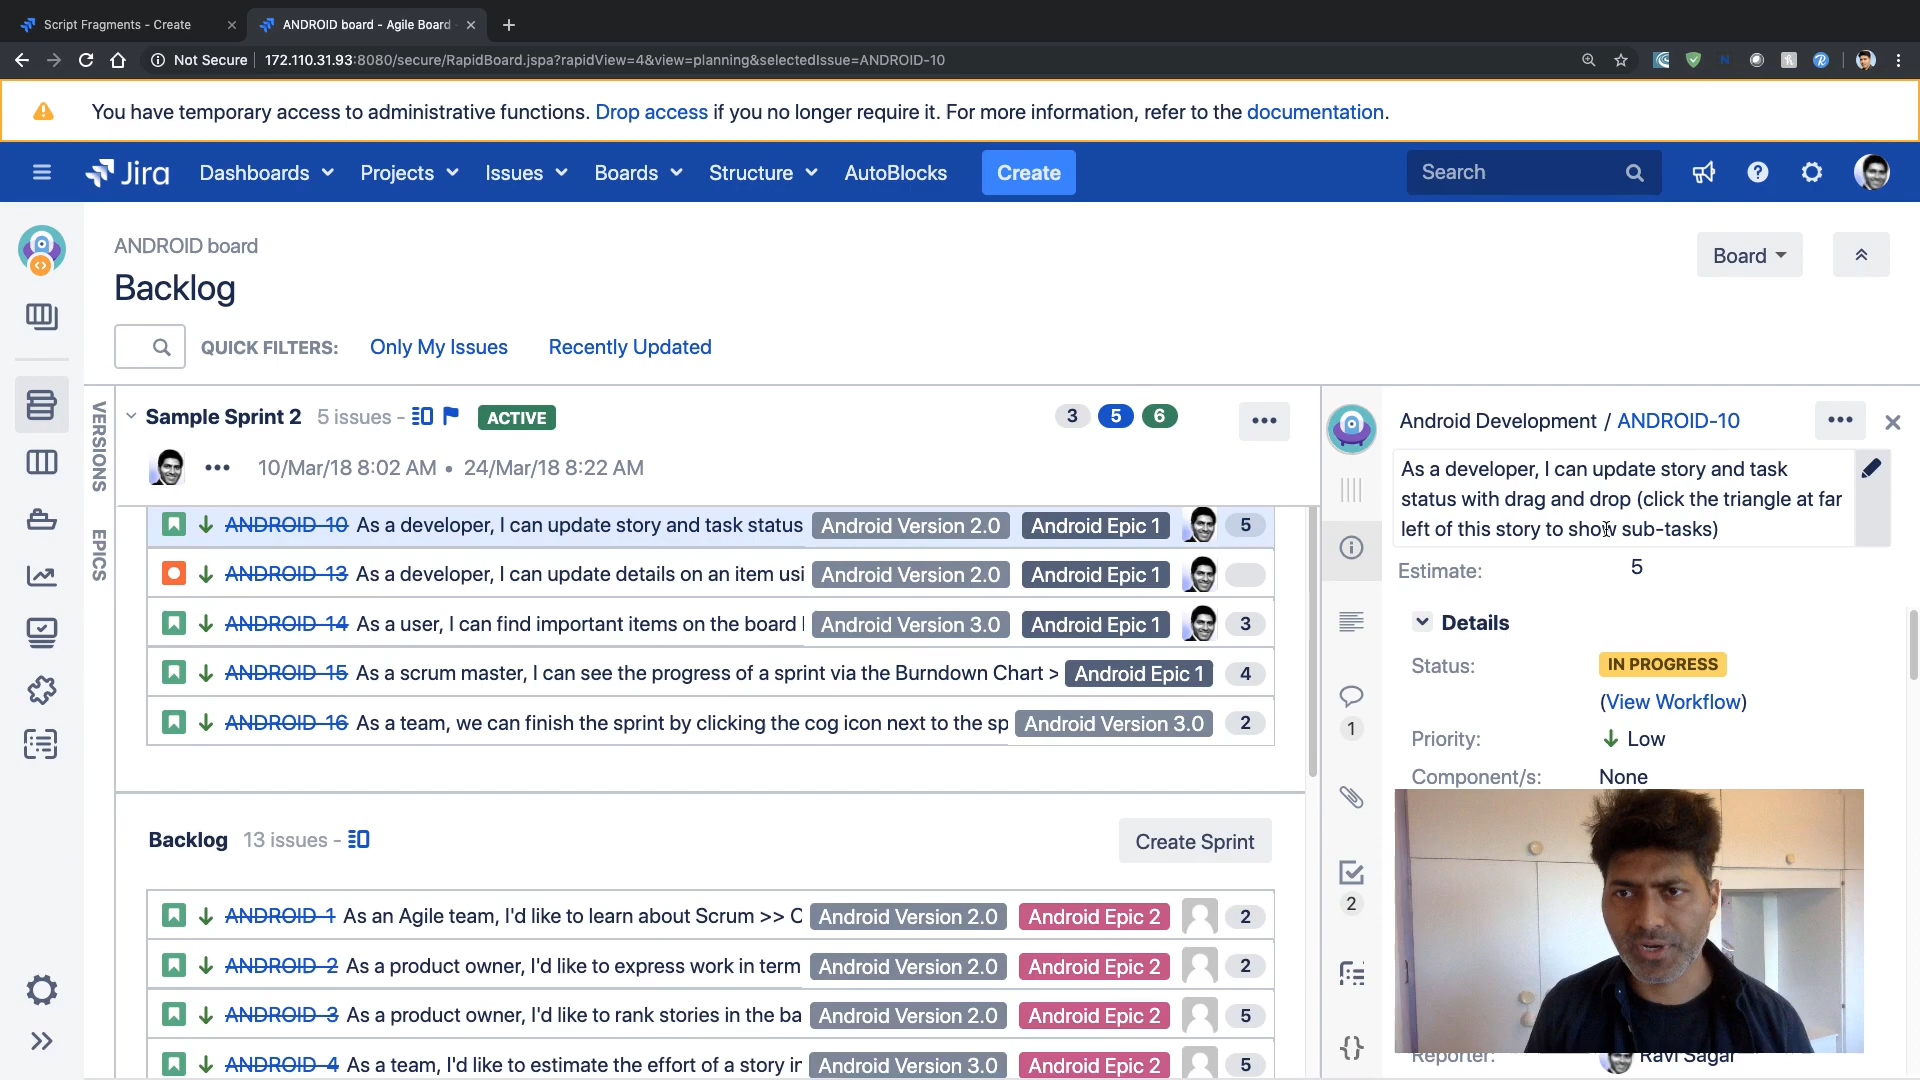 Script Fragments - Create
ANDROID board - Agile Board -
Not Secure
172.110.31.93:8080/secure/RapidBoard.jspa?rapidView=4&view=planning&selectedIssue=ANDROID-10
You have temporary access to administrative functions. Drop access if you no longer require it. For more information, refer to the documentation.
Jira
Dashboards
Projects
Issues
Boards
Structure
AutoBlocks
Create
Search
ANDROID board
Backlog
Board
QUICK FILTERS:
Only My Issues
Recently Updated
VERSIONS
EPICS
Sample Sprint 2 5 issues - ACTIVE 3 5 6
10/Mar/18 8:02 AM • 24/Mar/18 8:22 AM
ANDROID-10 As a developer, I can update story and task status Android Version 2.0 Android Epic 1 5
ANDROID-13 As a developer, I can update details on an item usi Android Version 2.0 Android Epic 1
ANDROID-14 As a user, I can find important items on the board Android Version 3.0 Android Epic 1 3
ANDROID-15 As a scrum master, I can see the progress of a sprint via the Burndown Chart > Android Epic 1 4
ANDROID-16 As a team, we can finish the sprint by clicking the cog icon next to the sp Android Version 3.0 2
Backlog 13 issues -
Create Sprint
ANDROID-1 As an Agile team, I'd like to learn about Scrum >> C Android Version 2.0 Android Epic 2 2
ANDROID-2 As a product owner, I'd like to express work in term Android Version 2.0 Android Epic 2 2
ANDROID-3 As a product owner, I'd like to rank stories in the ba Android Version 2.0 Android Epic 2 5
ANDROID-4 As a team, I'd like to estimate the effort of a story in Android Version 3.0 Android Epic 2 5
1
2
Android Development / ANDROID-10
As a developer, I can update story and task
status with drag and drop (click the triangle at far
left of this story to show sub-tasks)
Estimate: 5
Details
Status: IN PROGRESS
(View Workflow)
Priority: Low
Component/s: None
Reporter: Ravi Sagar